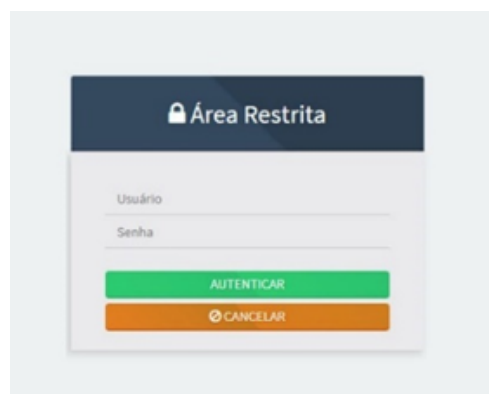 Área Restrita
Usuário
Senha
AUTENTICAR
CANCELAR